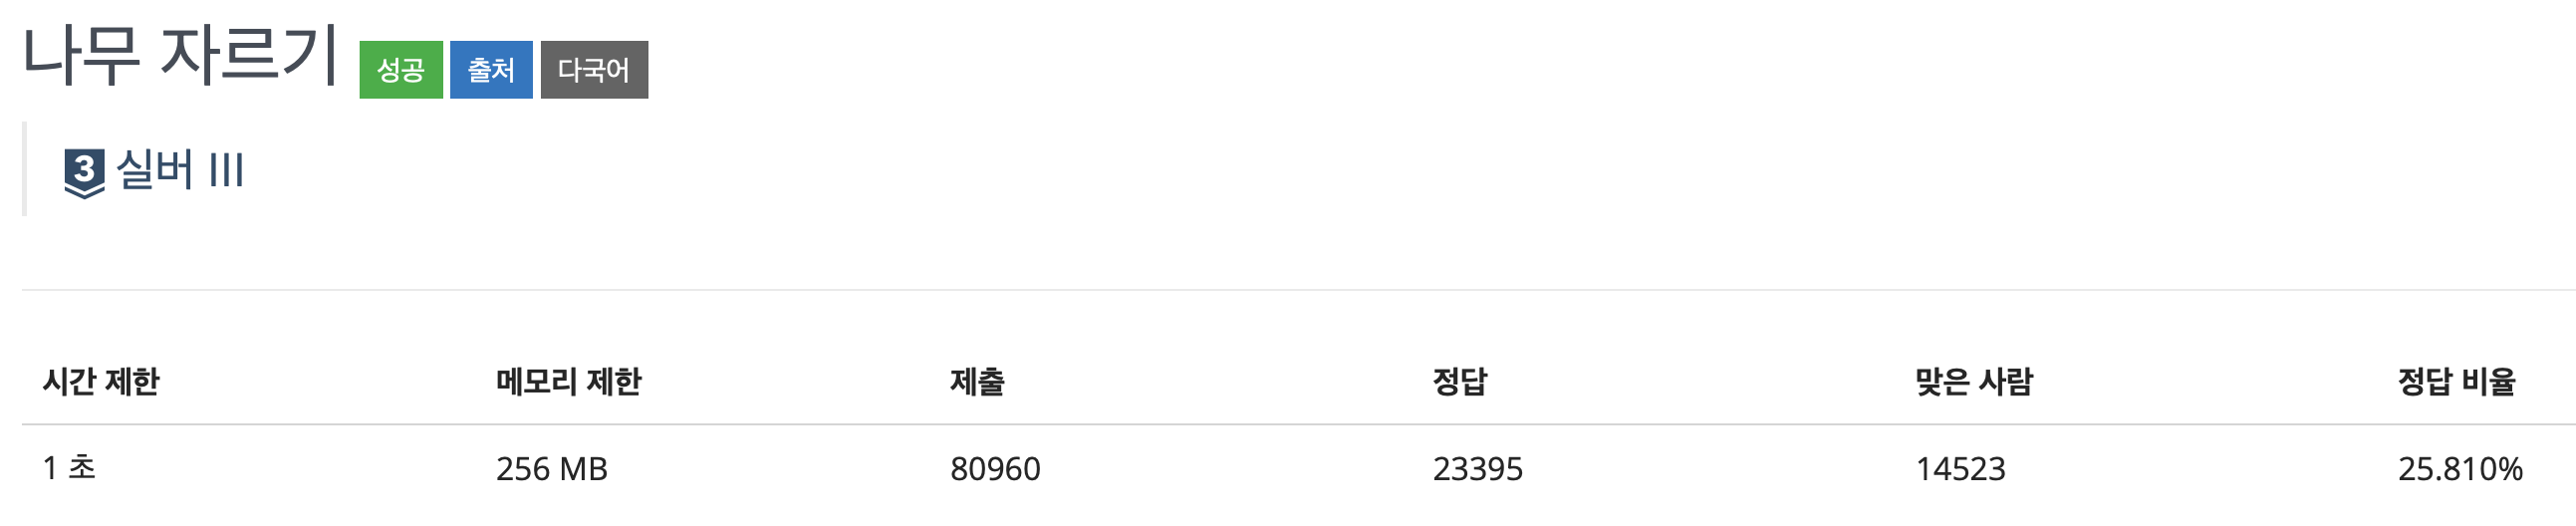 나무 자르기 성공 출처 다국어
3 실버 III
시간 제한 메모리 제한 제출 정답 맞은 사람 정답 비율
1 초 256 MB 80960 23395 14523 25.810%